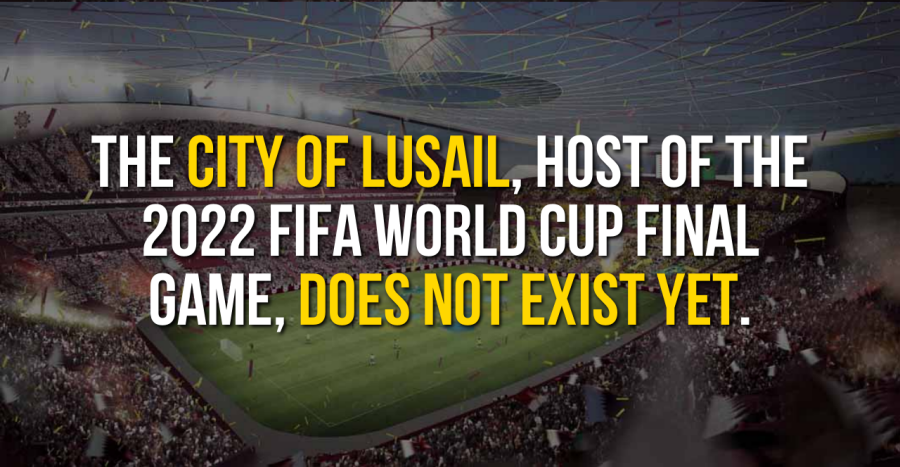 THE CITY OF LUSAIL, HOST OF THE
2022 FIFA WORLD CUP FINAL
GAME, DOES NOT EXIST YET.